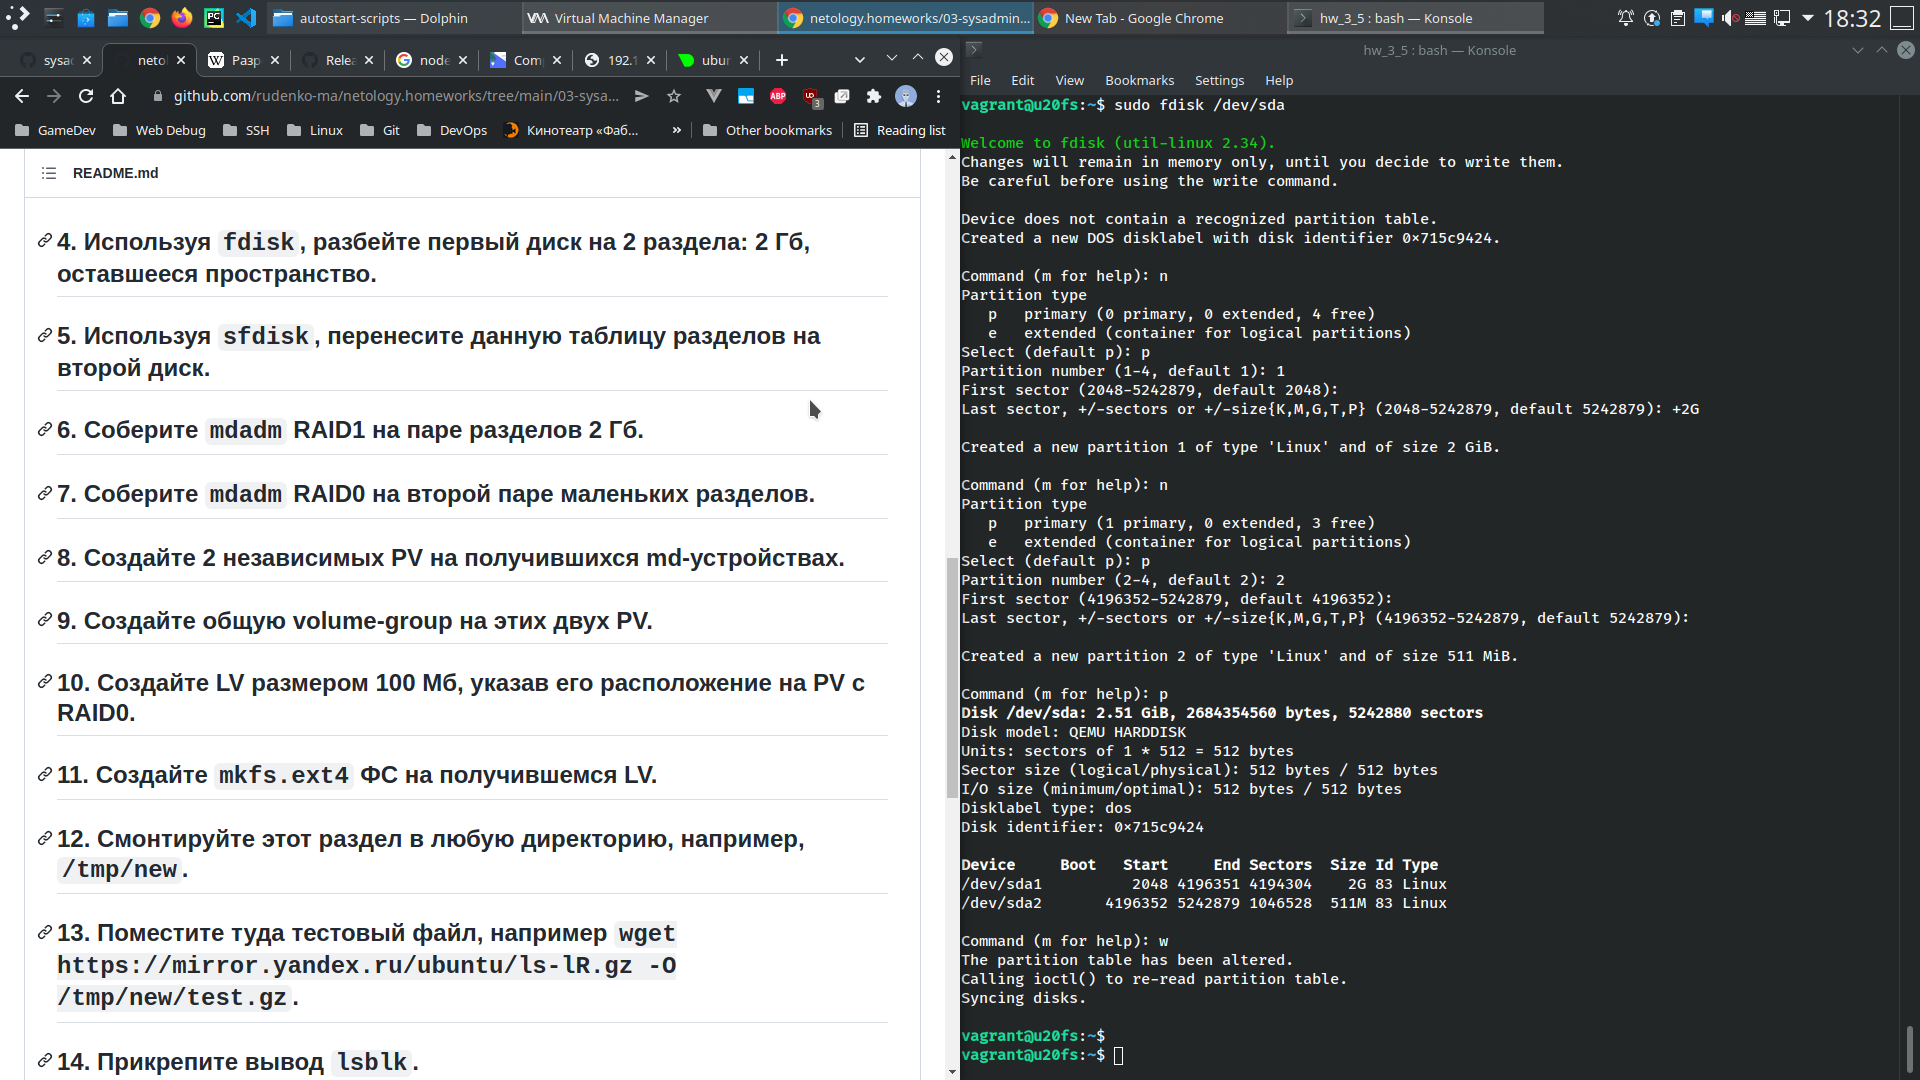 autostart-scripts — Dolphin
Virtual Machine Manager
netology.homeworks/03-sysadmin...
New Tab - Google Chrome
hw_3_5 : bash — Konsole
18:32
sysa
neto
Разр
Relea
node
Com
192.1
ubu
hw_3_5 : bash — Konsole
github.com/rudenko-ma/netology.homeworks/tree/main/03-sysa...
ABP
3
File Edit View Bookmarks Settings Help
GameDev
Web Debug
SSH
Linux
Git
DevOps
Кинотеатр «Фаб...
»
Other bookmarks
Reading list
README.md
4. Используя fdisk, разбейте первый диск на 2 раздела: 2 Гб,
оставшееся пространство.
5. Используя sfdisk, перенесите данную таблицу разделов на
второй диск.
6. Соберите mdadm RAID1 на паре разделов 2 Гб.
7. Соберите mdadm RAID0 на второй паре маленьких разделов.
8. Создайте 2 независимых PV на получившихся md-устройствах.
9. Создайте общую volume-group на этих двух PV.
10. Создайте LV размером 100 Мб, указав его расположение на PV с
RAID0.
11. Создайте mkfs.ext4 ФС на получившемся LV.
12. Смонтируйте этот раздел в любую директорию, например,
/tmp/new.
13. Поместите туда тестовый файл, например wget
https://mirror.yandex.ru/ubuntu/ls-lR.gz -O
/tmp/new/test.gz.
14. Прикрепите вывод lsblk.
vagrant@u20fs:~$ sudo fdisk /dev/sda
Welcome to fdisk (util-linux 2.34).
Changes will remain in memory only, until you decide to write them.
Be careful before using the write command.
Device does not contain a recognized partition table.
Created a new DOS disklabel with disk identifier 0x715c9424.
Command (m for help): n
Partition type
p primary (0 primary, 0 extended, 4 free)
e extended (container for logical partitions)
Select (default p): p
Partition number (1-4, default 1): 1
First sector (2048-5242879, default 2048):
Last sector, +/-sectors or +/-size{K,M,G,T,P} (2048-5242879, default 5242879): +2G
Created a new partition 1 of type 'Linux' and of size 2 GiB.
Command (m for help): n
Partition type
p primary (1 primary, 0 extended, 3 free)
e extended (container for logical partitions)
Select (default p): p
Partition number (2-4, default 2): 2
First sector (4196352-5242879, default 4196352):
Last sector, +/-sectors or +/-size{K,M,G,T,P} (4196352-5242879, default 5242879):
Created a new partition 2 of type 'Linux' and of size 511 MiB.
Command (m for help): p
Disk /dev/sda: 2.51 GiB, 2684354560 bytes, 5242880 sectors
Disk model: QEMU HARDDISK
Units: sectors of 1 * 512 = 512 bytes
Sector size (logical/physical): 512 bytes / 512 bytes
I/O size (minimum/optimal): 512 bytes / 512 bytes
Disklabel type: dos
Disk identifier: 0x715c9424
Device Boot Start End Sectors Size Id Type
/dev/sda1 2048 4196351 4194304 2G 83 Linux
/dev/sda2 4196352 5242879 1046528 511M 83 Linux
Command (m for help): w
The partition table has been altered.
Calling ioctl() to re-read partition table.
Syncing disks.
vagrant@u20fs:~$
vagrant@u20fs:~$